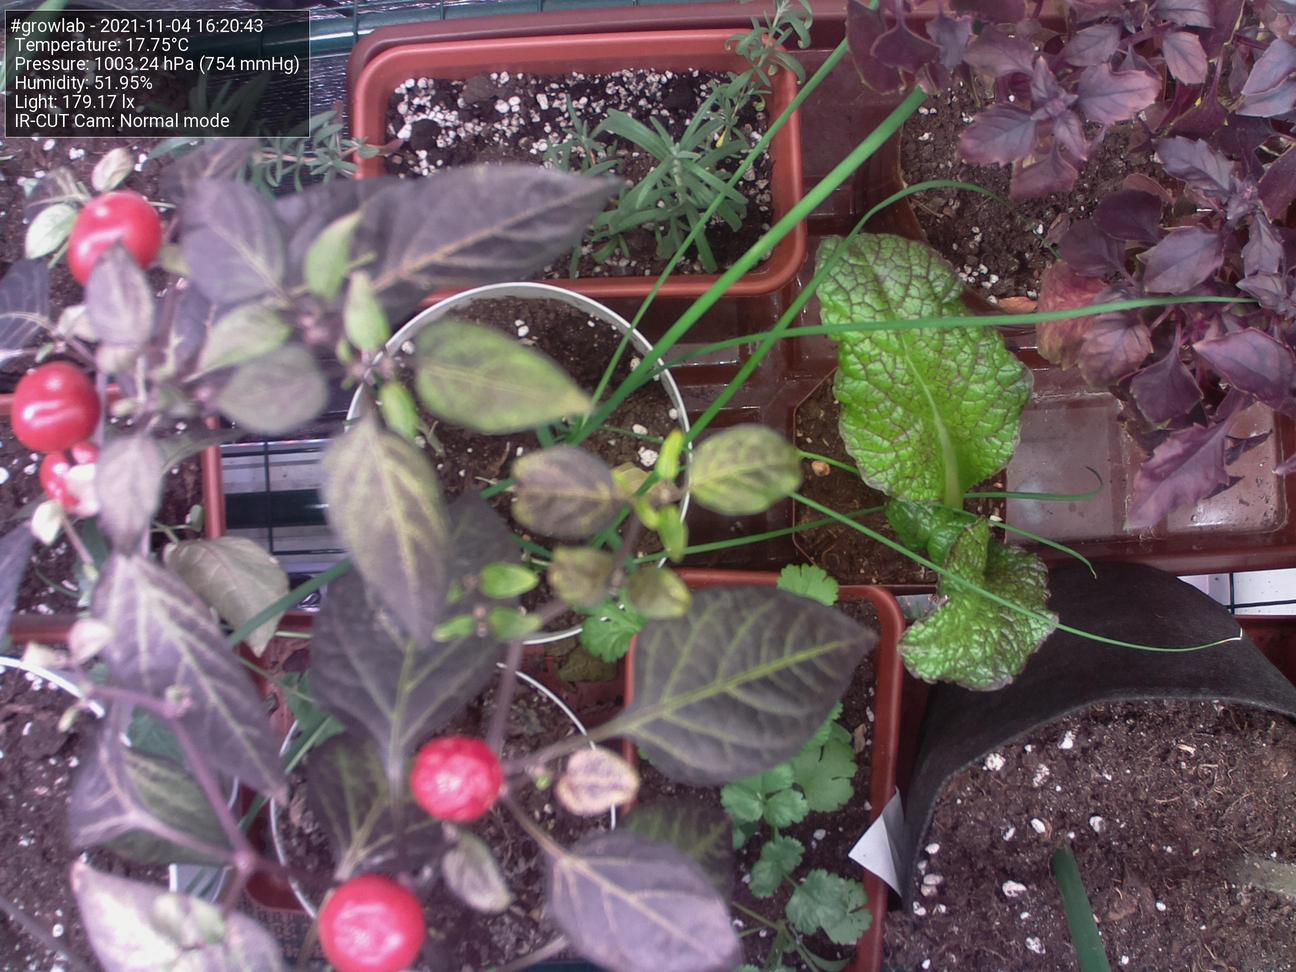 #growlab - 2021-11-04 16:20:43
Temperature: 17.75°C
Pressure: 1003.24 hPa (754 mmHg)
Humidity: 51.95%
Light: 179.17 lx
IR-CUT Cam: Normal mode